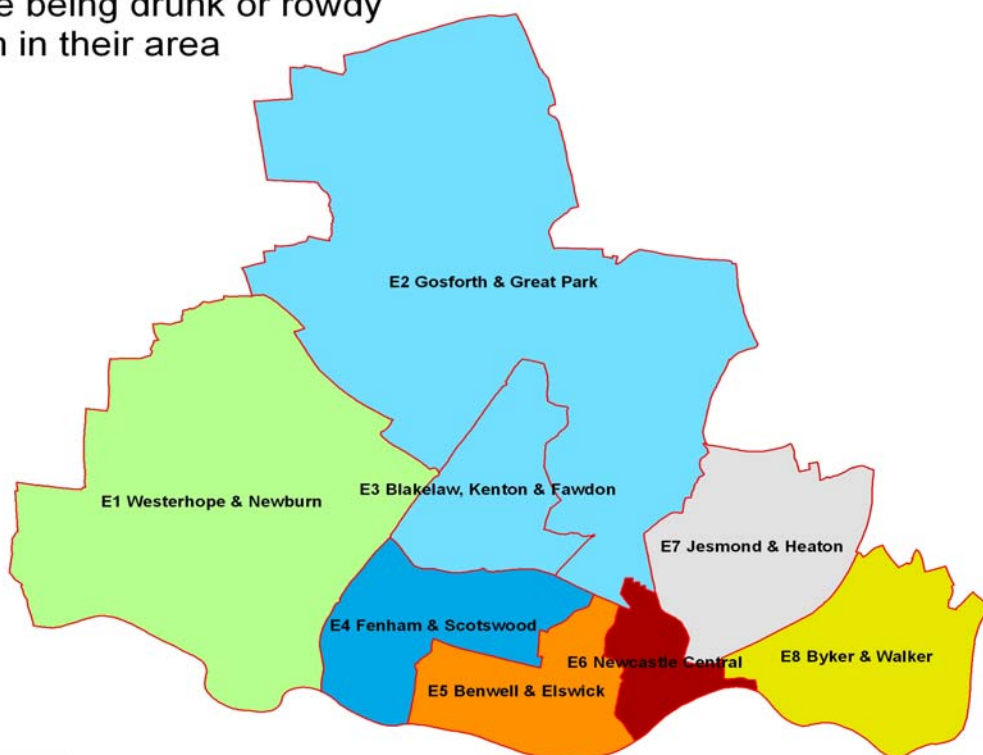 being drunk or rowdy
in their area
E2 Gosforth & Great Park
E3 Blakelaw, Kenton & Fawdon
E1 Westerhope & Newburn
E7 Jesmond & Heaton
E4 Fenham & Scotswood
E6 Newcastle Central
E8 Byker & Walker
E5 Benwell & Elswick